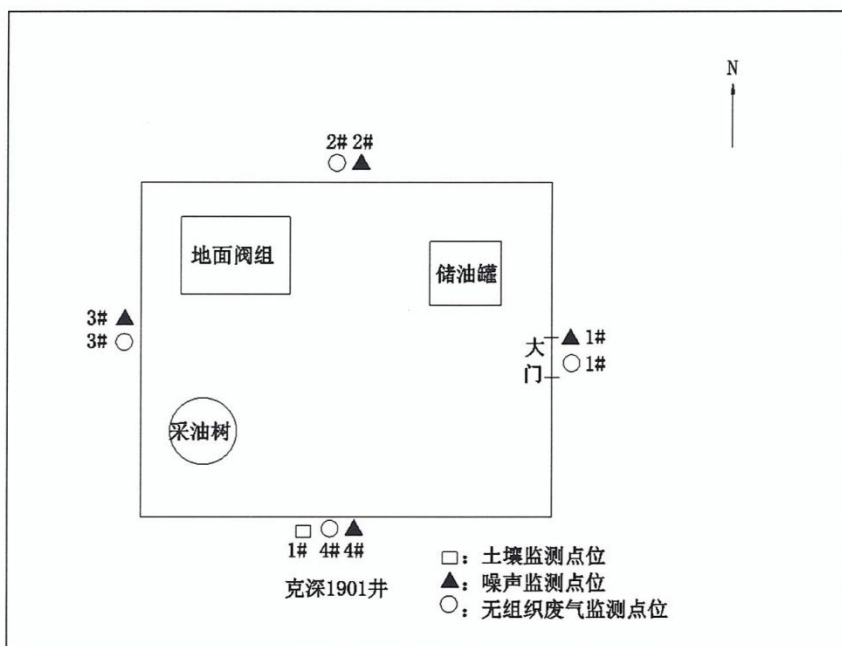 N
2# 2#
地面阀组
储油罐
3#
3#
大门
1#
1#
采油树
1# 4# 4#
克深1901井
□：土壤监测点位
▲：噪声监测点位
○：无组织废气监测点位